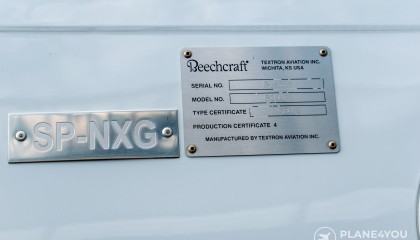 Beechcraft
TEXTRON AVIATION INC.
WICHITA, KS USA
SERIAL NO.
MODEL NO.
TYPE CERTIFICATE
PRODUCTION CERTIFICATE 4
MANUFACTURED BY TEXTRON AVIATION INC.
SP-NXG
PLANE4YOU